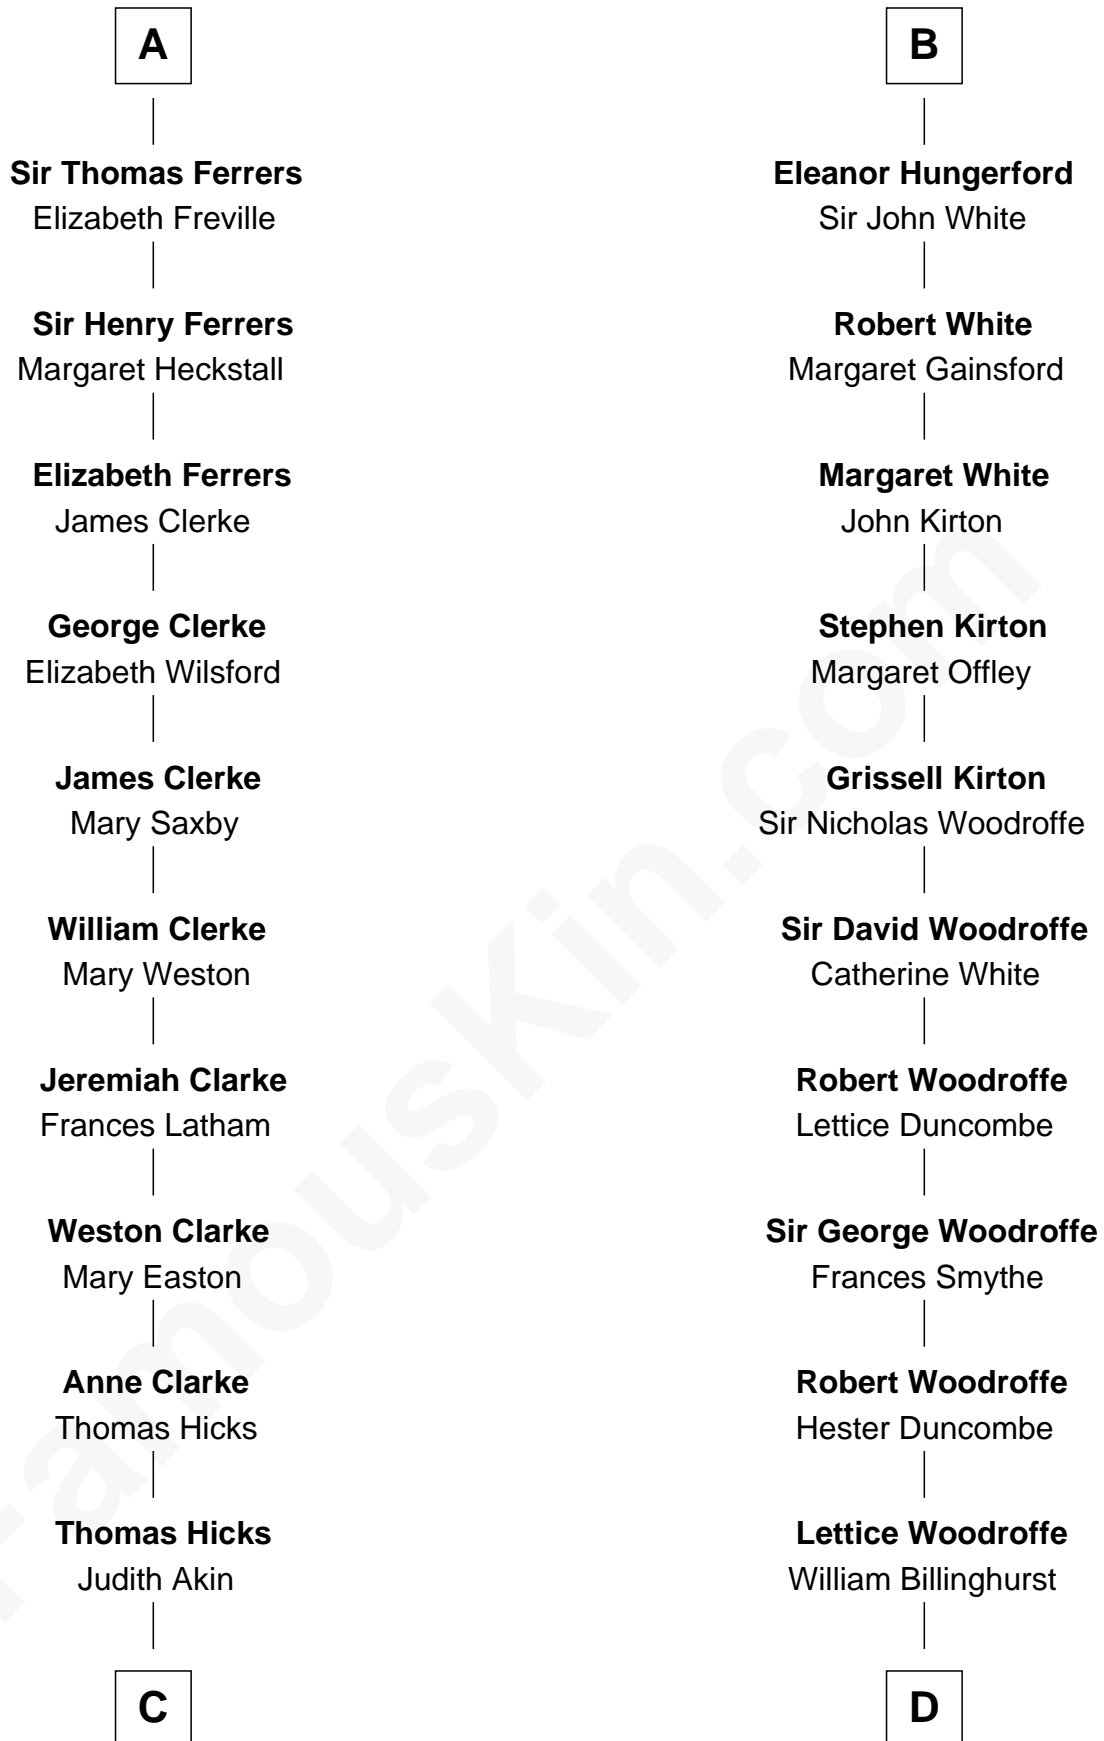 A
Sir Thomas Ferrers
Elizabeth Freville
Sir Henry Ferrers
Margaret Heckstall
Elizabeth Ferrers
James Clerke
George Clerke
Elizabeth Wilsford
James Clerke
Mary Saxby
William Clerke
Mary Weston
Jeremiah Clarke
Frances Latham
Weston Clarke
Mary Easton
Anne Clarke
Thomas Hicks
Thomas Hicks
Judith Akin
C
B
Eleanor Hungerford
Sir John White
Robert White
Margaret Gainsford
Margaret White
John Kirton
Stephen Kirton
Margaret Offley
Grissell Kirton
Sir Nicholas Woodroffe
Sir David Woodroffe
Catherine White
Robert Woodroffe
Lettice Duncombe
Sir George Woodroffe
Frances Smythe
Robert Woodroffe
Hester Duncombe
Lettice Woodroffe
William Billinghurst
D
FamousKin.com